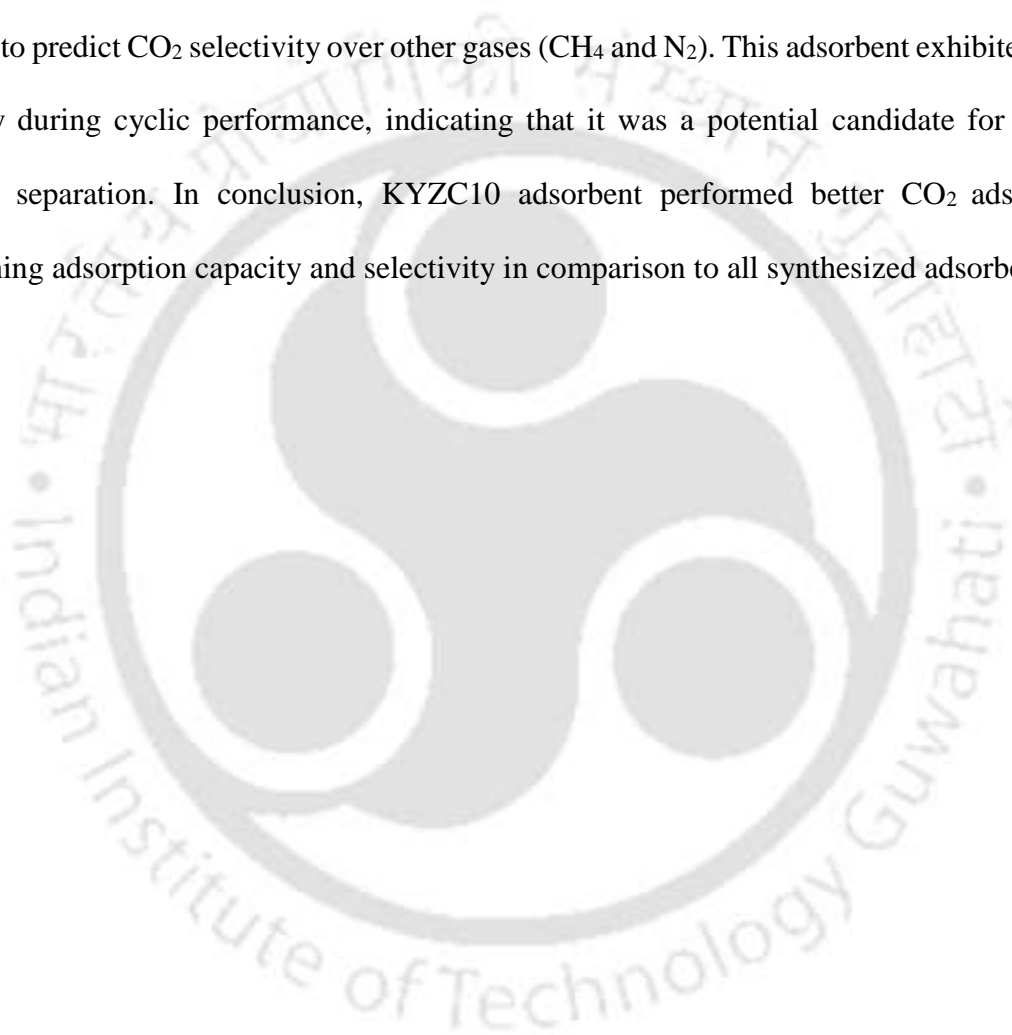 to predict CO₂ selectivity over other gases (CH₄ and N₂). This adsorbent exhibite
during cyclic performance, indicating that it was a potential candidate for
separation. In conclusion, KYZC10 adsorbent performed better CO₂ ads
ning adsorption capacity and selectivity in comparison to all synthesized adsorb
Indian Institute of Technology Guwahati